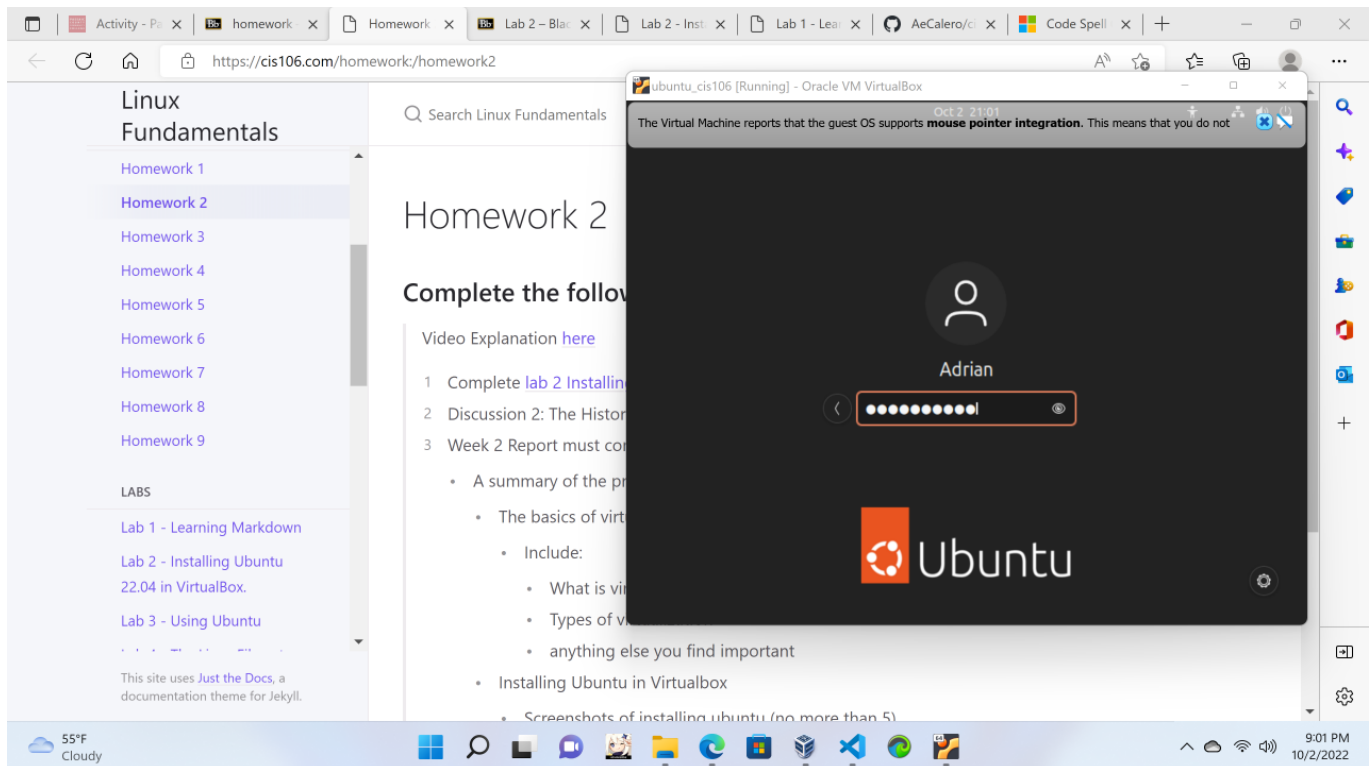 Activity - Pa
homework -
Homework
Lab 2 – Blac
Lab 2 - Inst
Lab 1 - Lear
AeCalero/ci
Code Spell
https://cis106.com/homework:/homework2
Linux
Fundamentals
Homework 1
Homework 2
Homework 3
Homework 4
Homework 5
Homework 6
Homework 7
Homework 8
Homework 9
LABS
Lab 1 - Learning Markdown
Lab 2 - Installing Ubuntu
22.04 in VirtualBox.
Lab 3 - Using Ubuntu
This site uses Just the Docs, a
documentation theme for Jekyll.
Search Linux Fundamentals
Homework 2
Complete the follow
Video Explanation here
1 Complete lab 2 Installin
2 Discussion 2: The Histor
3 Week 2 Report must con
• A summary of the pr
• The basics of virt
• Include:
• What is vir
• Types of
• anything else you find important
• Installing Ubuntu in Virtualbox
• Screenshots of installing ubuntu (no more than 5)
ubuntu_cis106 [Running] - Oracle VM VirtualBox
Oct 2 21:01
The Virtual Machine reports that the guest OS supports mouse pointer integration. This means that you do not
Adrian
Ubuntu
55°F
Cloudy
9:01 PM
10/2/2022